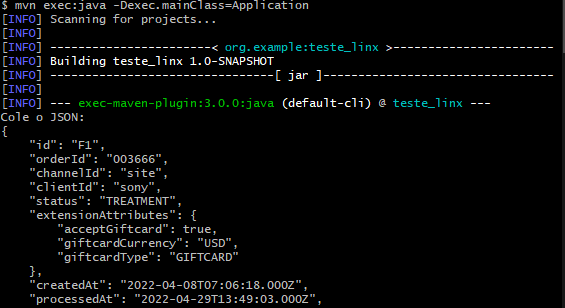 $ mvn exec:java -Dexec.mainClass=Application
[INFO] Scanning for projects...
[INFO]
[INFO] -----------------------< org.example:teste_linx >-----------------------
[INFO] Building teste_linx 1.0-SNAPSHOT
[INFO] --------------------------------[ jar ]---------------------------------
[INFO]
[INFO] --- exec-maven-plugin:3.0.0:java (default-cli) @ teste_linx ---
Cole o JSON:
{
    "id": "F1",
    "orderId": "003666",
    "channelId": "site",
    "clientId": "sony",
    "status": "TREATMENT",
    "extensionAttributes": {
        "acceptGiftcard": true,
        "giftcardCurrency": "USD",
        "giftcardType": "GIFTCARD"
    },
    "createdAt": "2022-04-08T07:06:18.000Z",
    "processedAt": "2022-04-29T13:49:03.000Z",